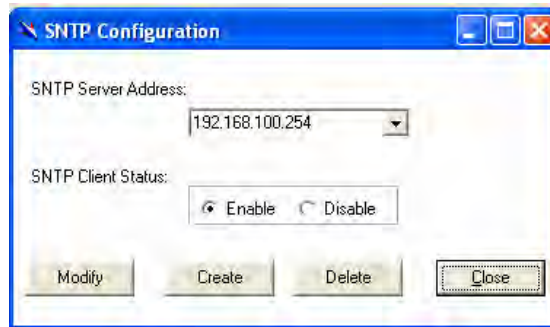 SNTP Configuration
SNTP Server Address:
192.168.100.254
SNTP Client Status:
Enable Disable
Modify Create Delete Close